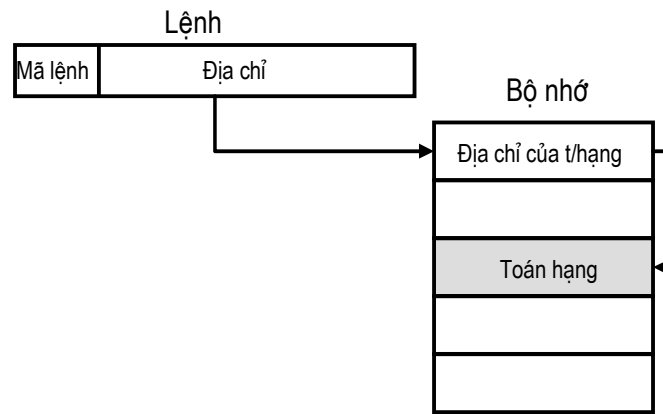 Lệnh
Mã lệnh
Địa chỉ
Bộ nhớ
Địa chỉ của t/hạng
Toán hạng